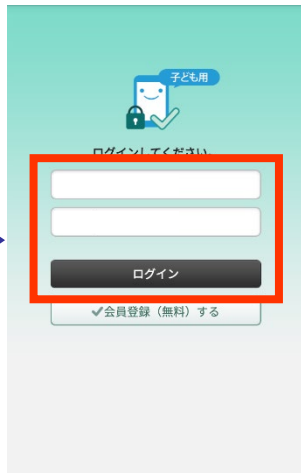 子ども用
ログインしてください。
ログイン
✓会員登録（無料）する